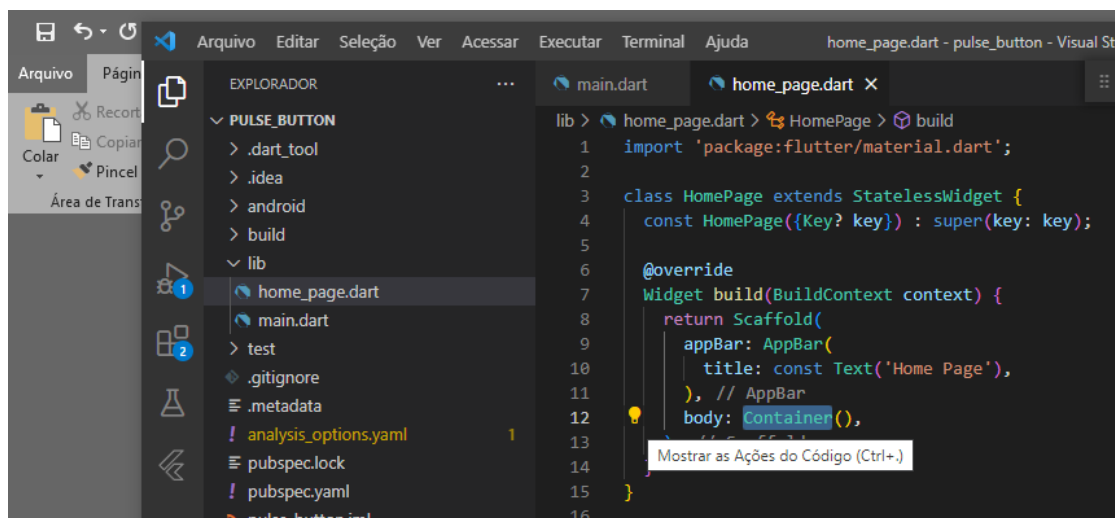 Arquivo Editar Seleção Ver Acessar Executar Terminal Ajuda home_page.dart - pulse_button - Visual St
Arquivo Págin
Recort
Copiar
Colar
Pincel
Área de Trans
EXPLORADOR ...
PULSE_BUTTON
.dart_tool
.idea
android
build
lib
home_page.dart
main.dart
test
.gitignore
.metadata
analysis_options.yaml 1
pubspec.lock
pubspec.yaml
pulse_button.iml
1
2
main.dart home_page.dart
lib > home_page.dart > HomePage > build
1 import 'package:flutter/material.dart';
2
3 class HomePage extends StatelessWidget {
4 const HomePage({Key? key}) : super(key: key);
5
6 @override
7 Widget build(BuildContext context) {
8 return Scaffold(
9 appBar: AppBar(
10 title: const Text('Home Page'),
11 ), // AppBar
12 body: Container(),
13
Mostrar as Ações do Código (Ctrl+.)
14 }
15 }
16